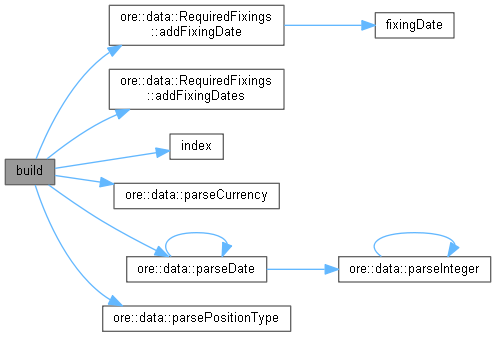 ore::data::RequiredFixings
::addFixingDate
fixingDate
ore::data::RequiredFixings
::addFixingDates
index
build
ore::data::parseCurrency
ore::data::parseDate
ore::data::parseInteger
ore::data::parsePositionType